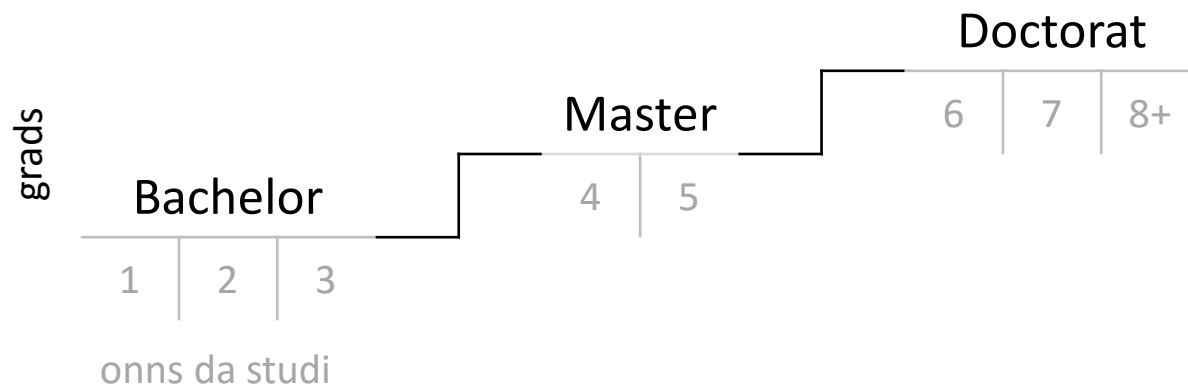 Doctorat
6 7 8+
Master
4 5
grads
Bachelor
1 2 3
onns da studi